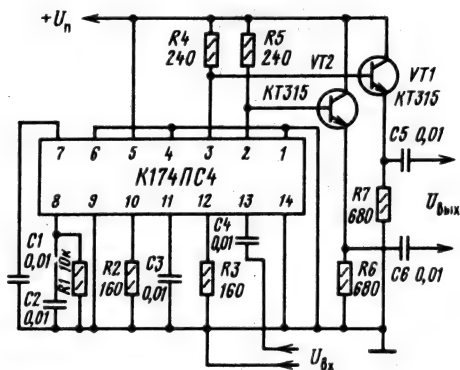 +Uп
R4
240
R5
240
VT2
VT1
КТ315
КТ315
7 6 5 4 3 2 1
К174ПС4
8 9 10 11 12 13 14
C1
0,01
C2
0,01
R1 10к
R2
160
C3
0,01
R3
160
C4
0,01
C5 0,01
R7
680
Uвых
R6
680
C6 0,01
Uвх